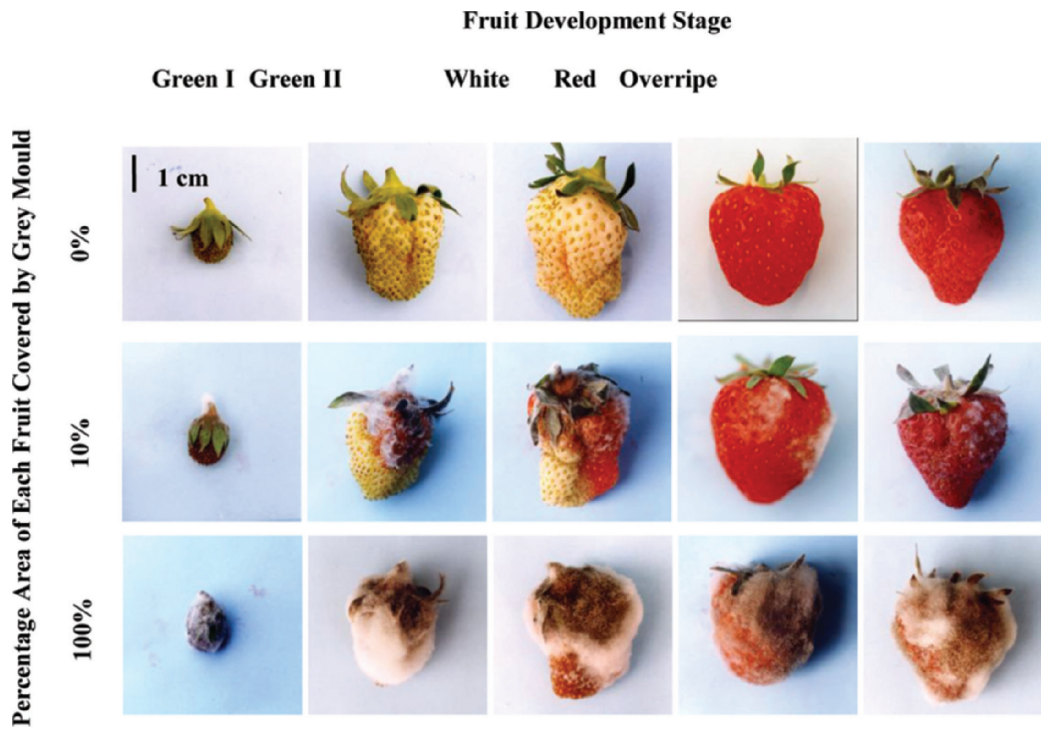 Fruit Development Stage
Green I Green II White Red Overripe
Percentage Area of Each Fruit Covered by Grey Mould
1 cm
0%
10%
100%